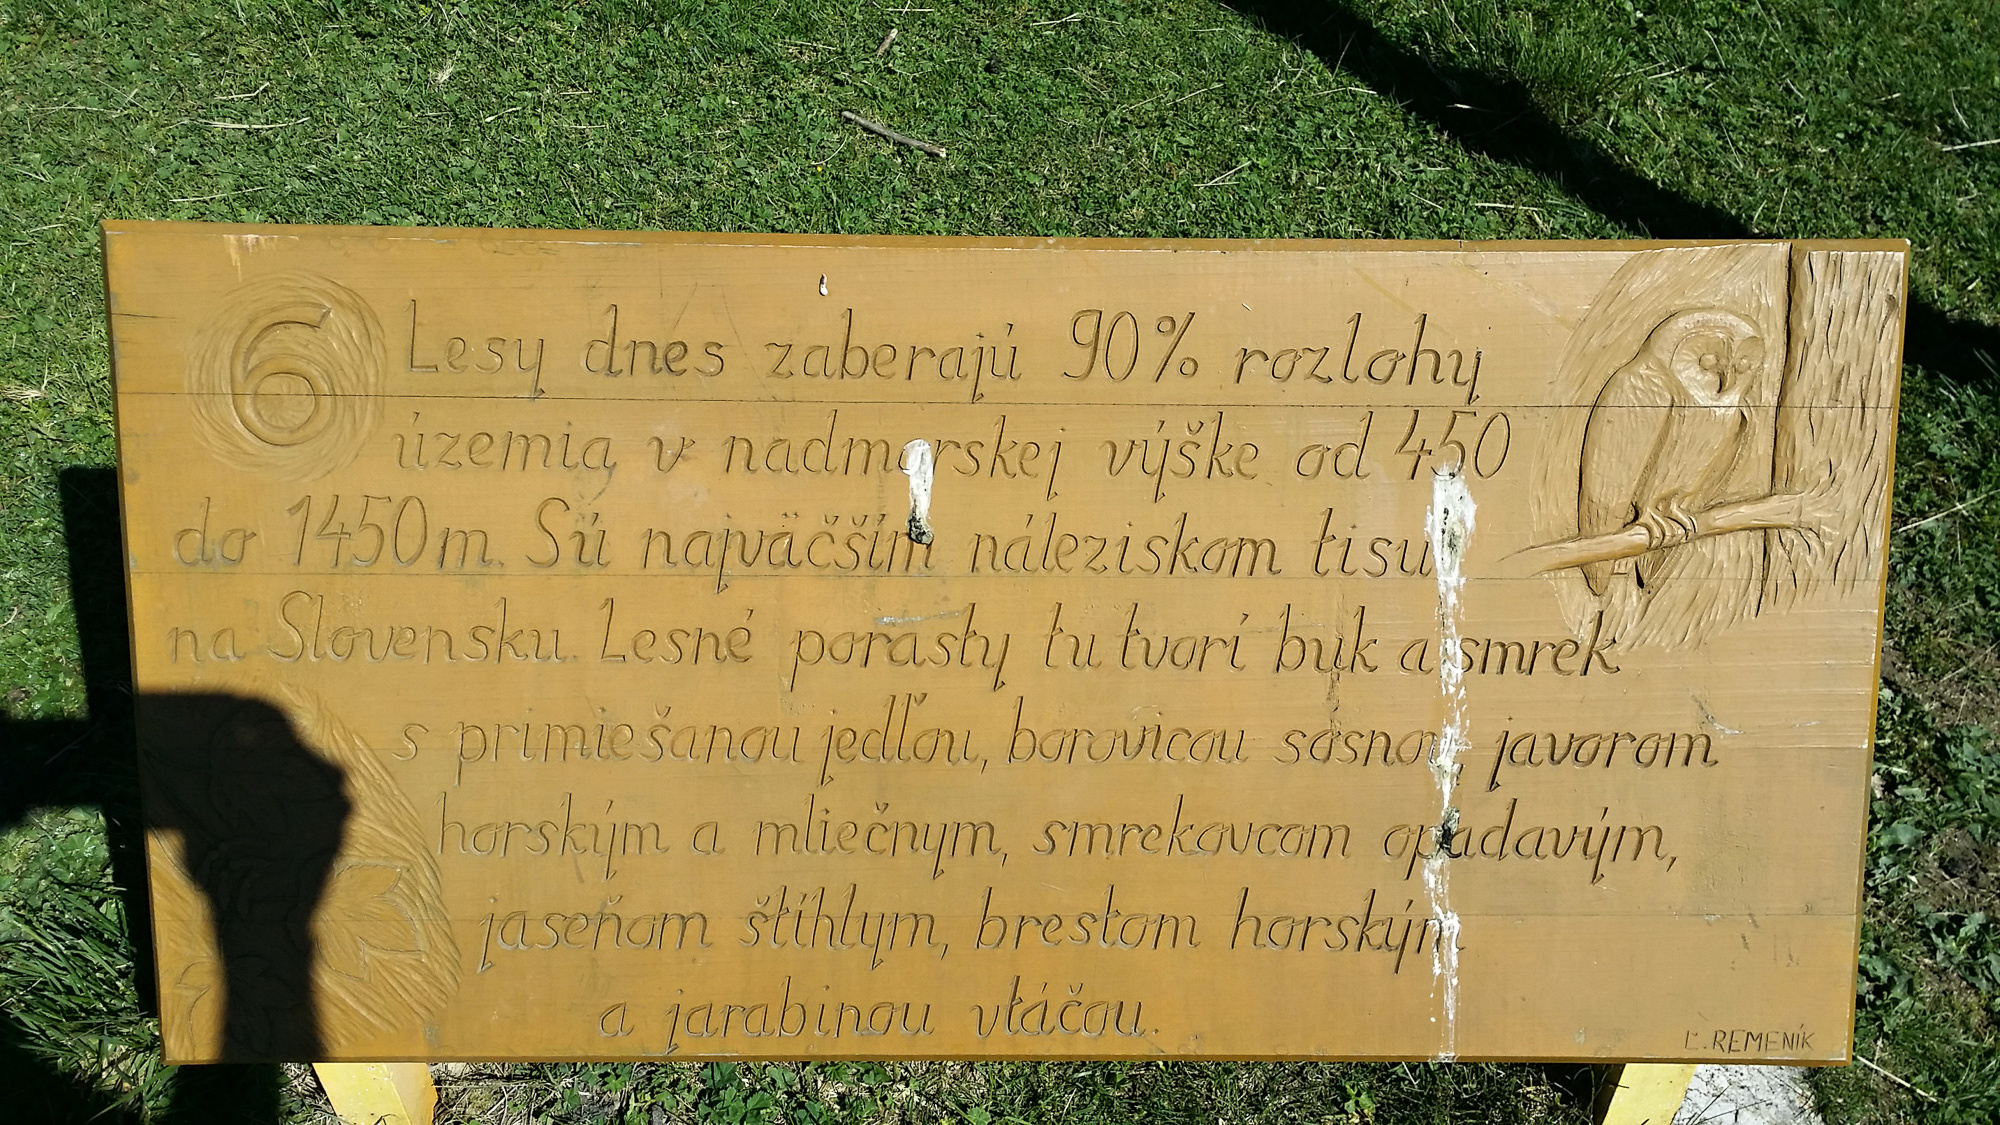 6
Lesy dnes zaberajú 90% rozlohy
územia v nadmorskej výške od 450
do 1450m. Sú najväčším náleziskom tisu
na Slovensku. Lesné porasty tu tvorí buk a smrek
s primiešanou jedľou, borovicou sosnou, javorom
horským a mliečnym, smrekovcom opadavým,
jaseňom štíhlym, brestom horským
a jarabinou vtáčou.
Ľ. REMENÍK